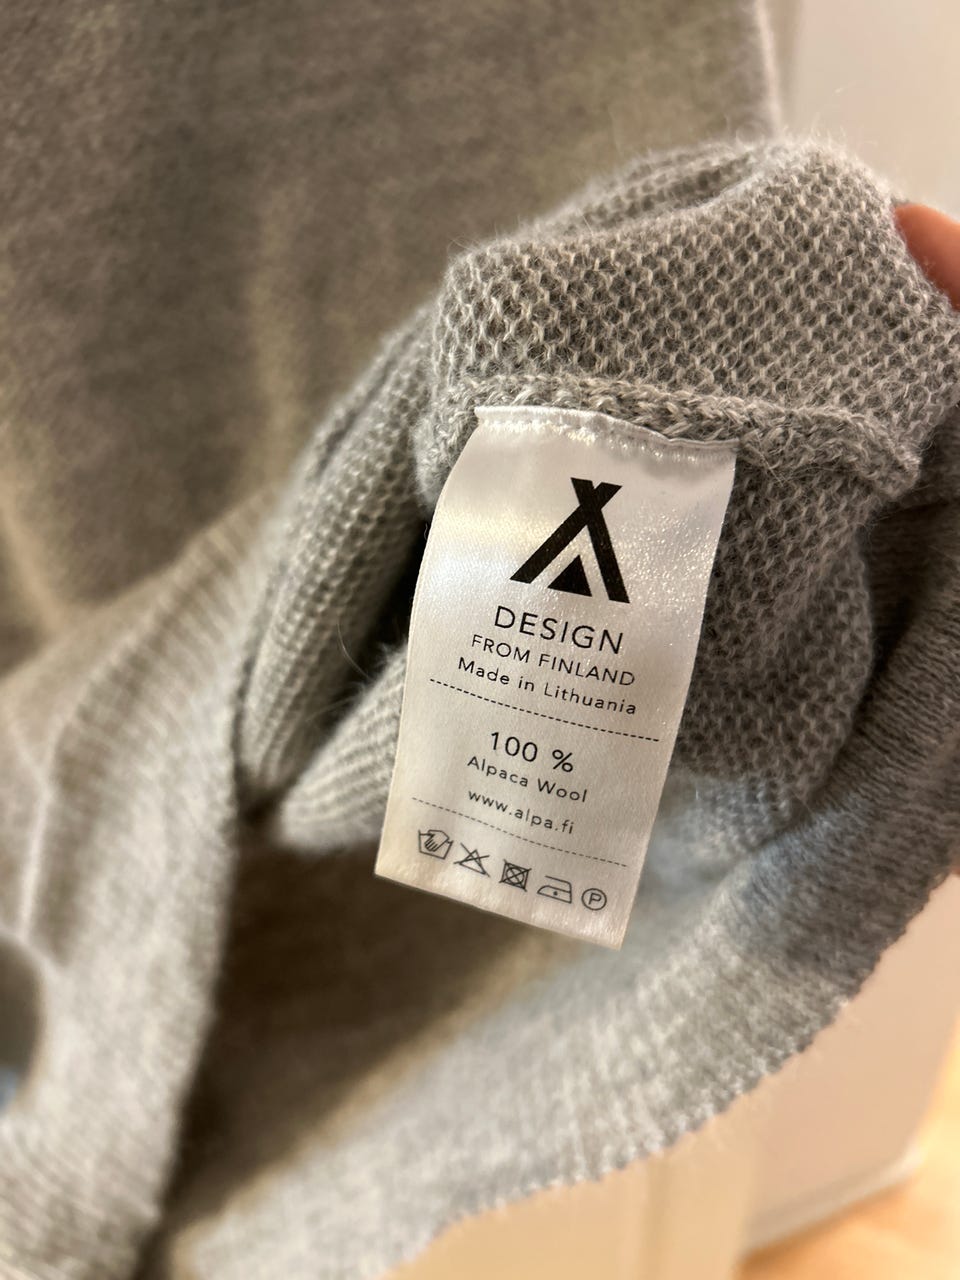 DESIGN
FROM FINLAND
Made in Lithuania
100 %
Alpaca Wool
www.alpa.fi
P